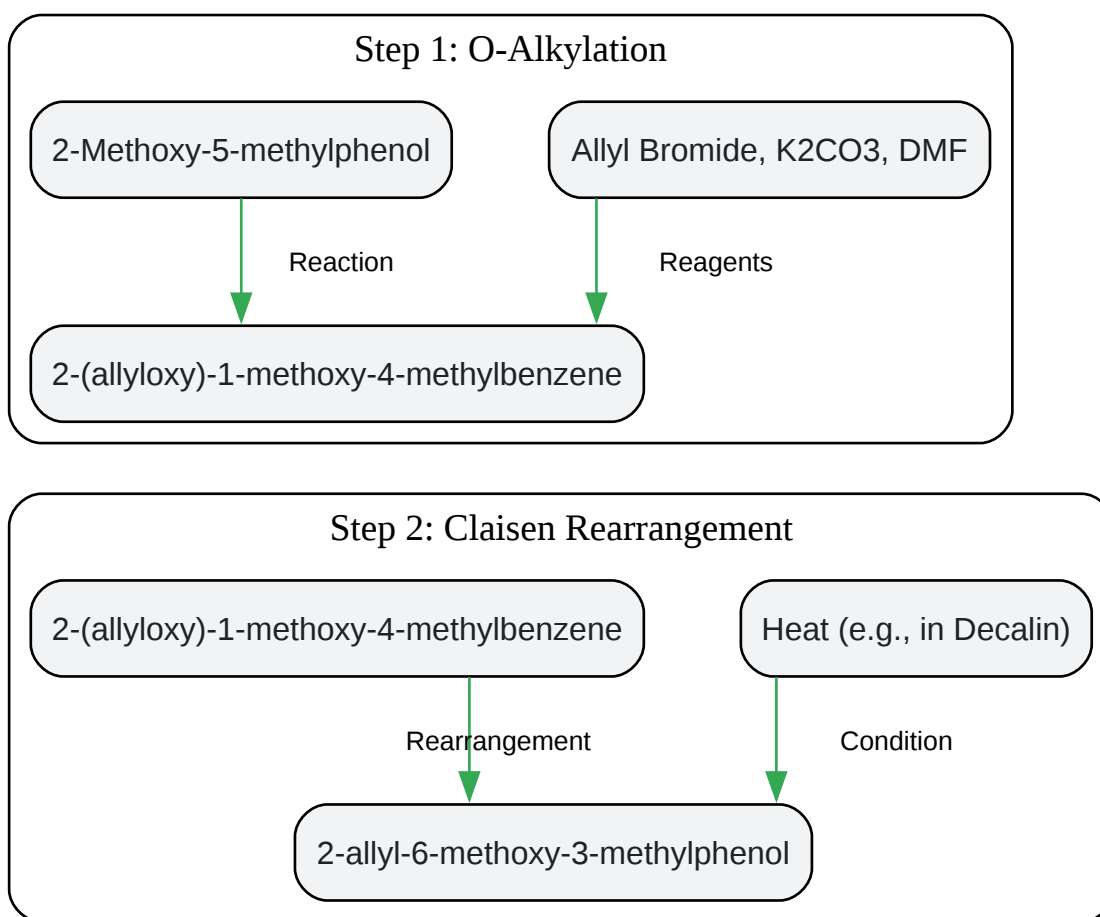 Step 1: O-Alkylation
2-Methoxy-5-methylphenol
Allyl Bromide, K2CO3, DMF
Reaction
Reagents
2-(allyloxy)-1-methoxy-4-methylbenzene
Step 2: Claisen Rearrangement
2-(allyloxy)-1-methoxy-4-methylbenzene
Heat (e.g., in Decalin)
Rearrangement
Condition
2-allyl-6-methoxy-3-methylphenol